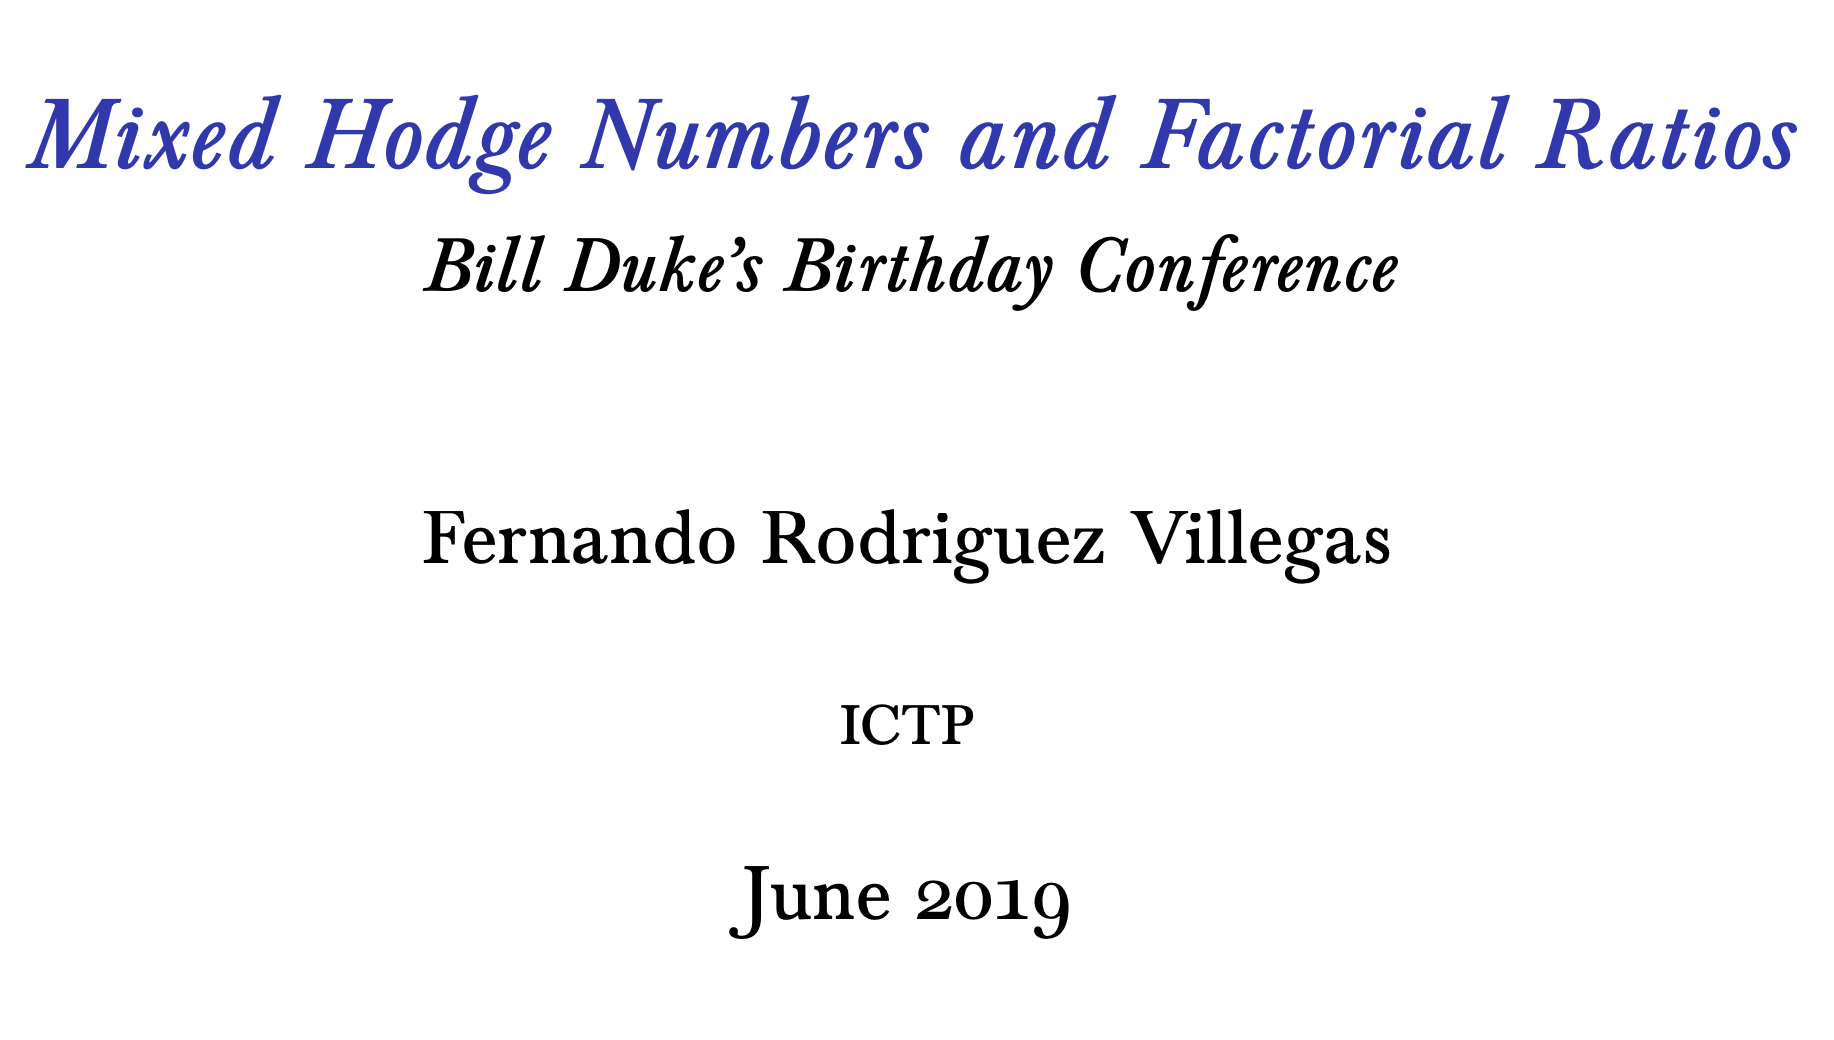 Mixed Hodge Numbers and Factorial Ratios
Bill Duke’s Birthday Conference
Fernando Rodriguez Villegas
ICTP
June 2019